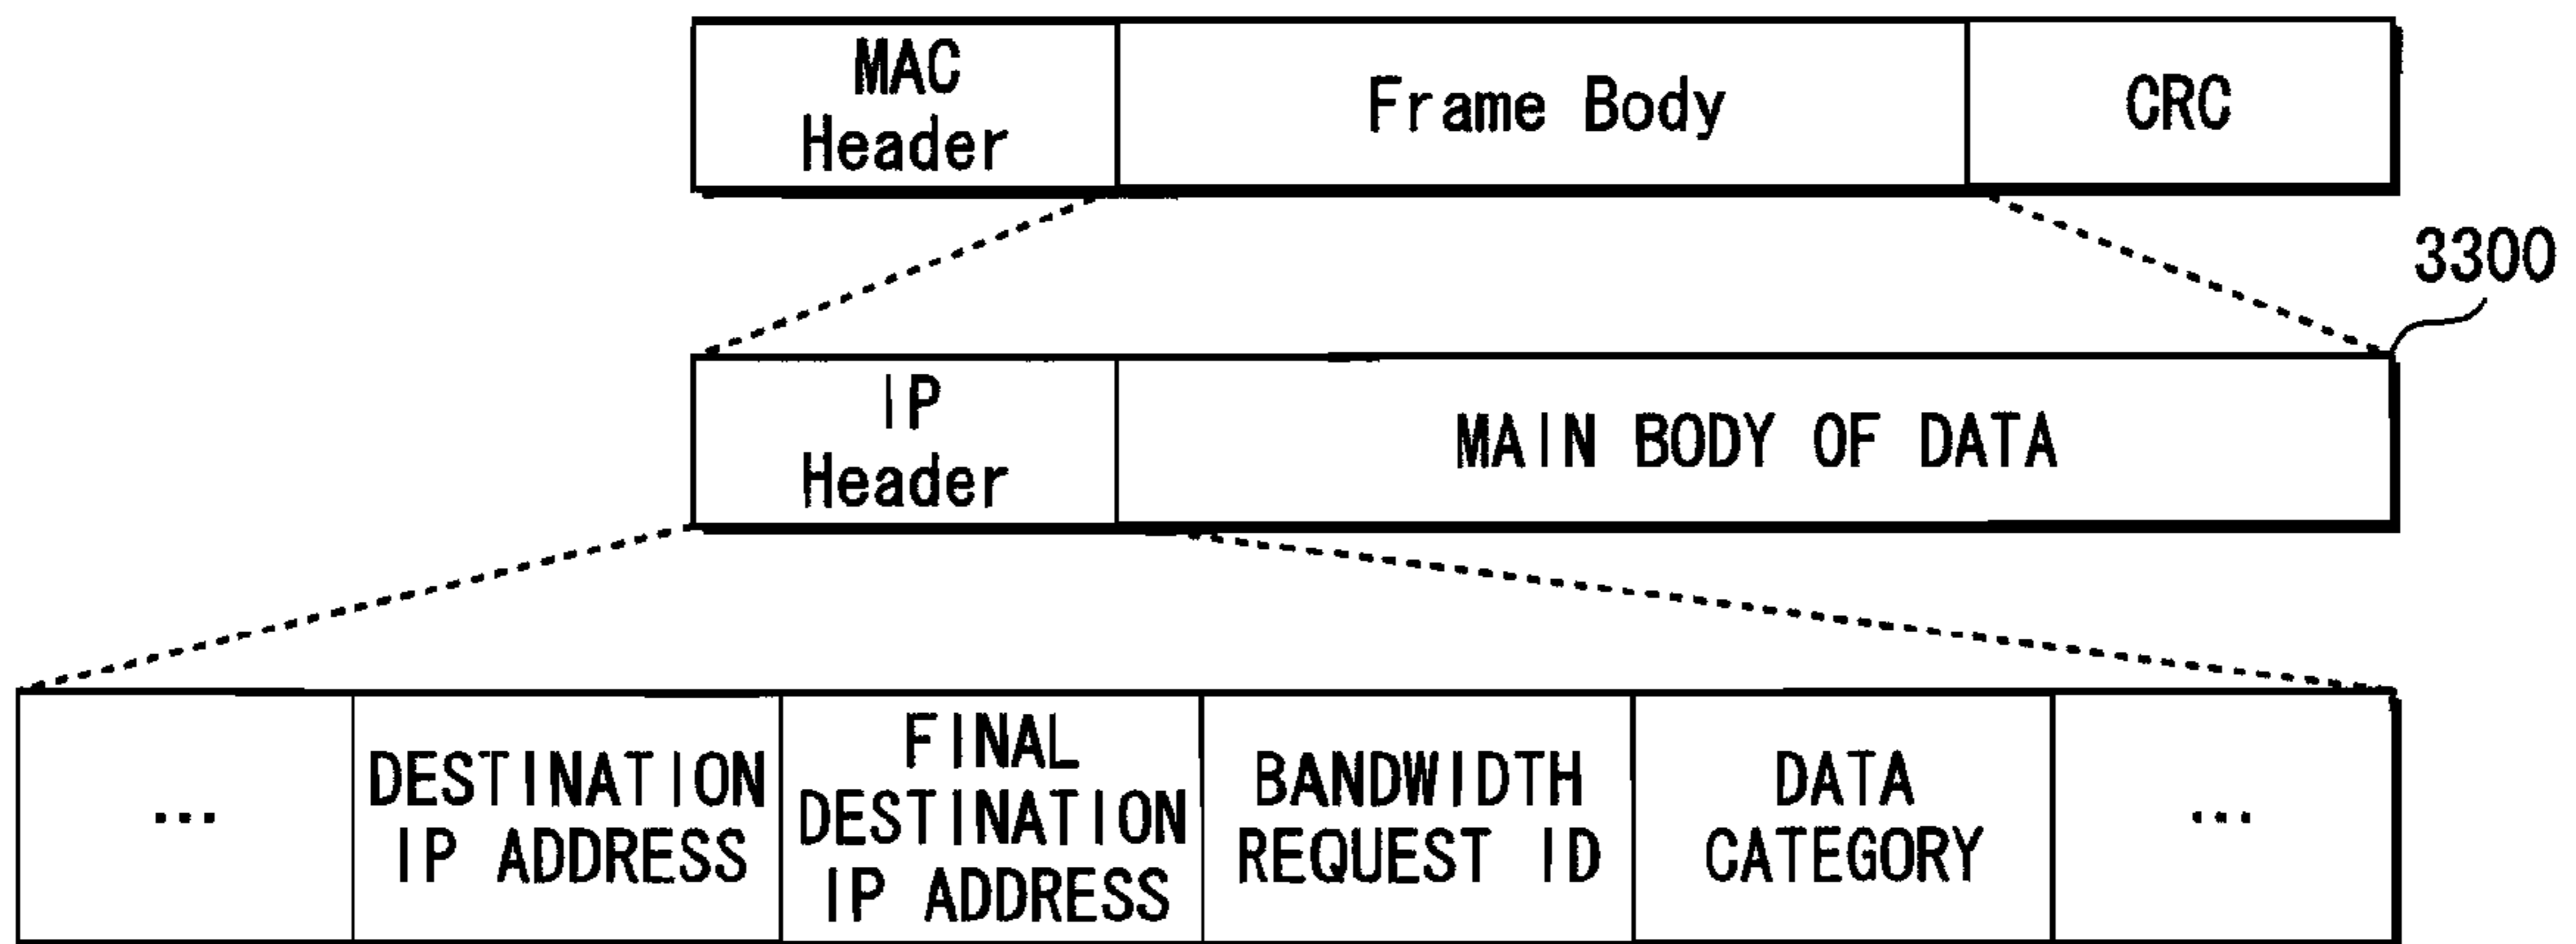 MAC
Header
Frame Body
CRC
3300
IP
Header
MAIN BODY OF DATA
...
DESTINATION
IP ADDRESS
FINAL
DESTINATION
IP ADDRESS
BANDWIDTH
REQUEST ID
DATA
CATEGORY
...